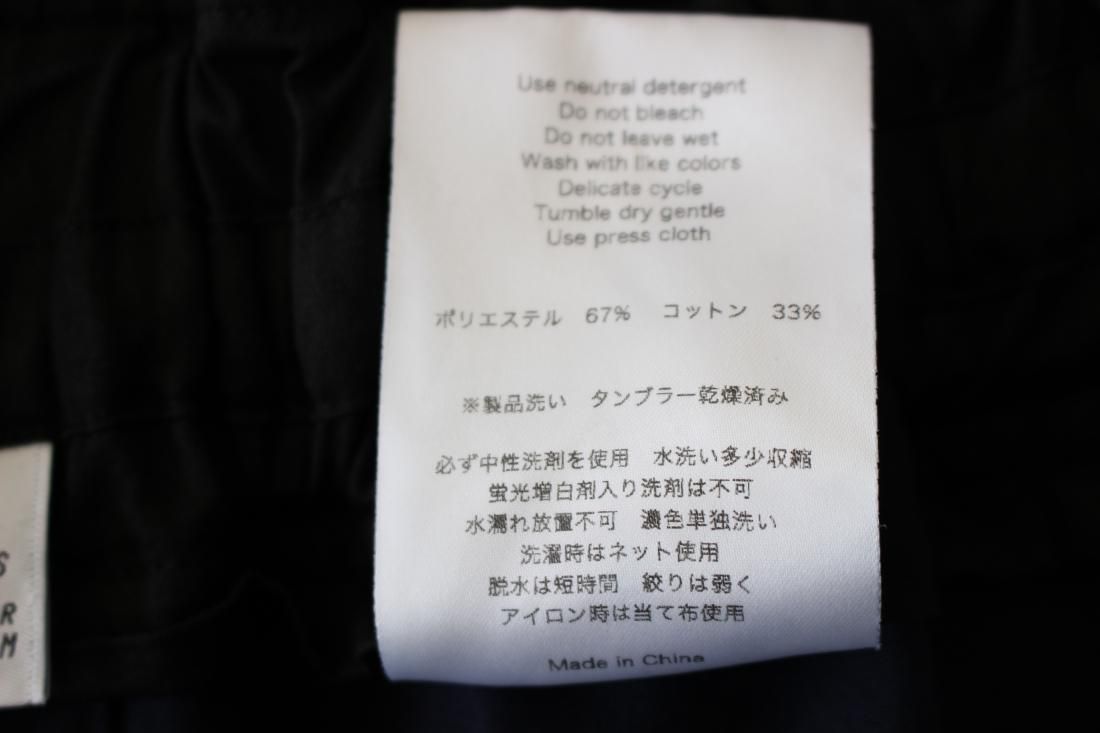 Use neutral detergent
Do not bleach
Do not leave wet
Wash with like colors
Delicate cycle
Tumble dry gentle
Use press cloth
ポリエステル 67% コットン 33%
※製品洗い タンブラー乾燥済み
必ず中性洗剤を使用 水洗い多少収縮
蛍光増白剤入り洗剤は不可
水濡れ放置不可 濃色単独洗い
洗濯時はネット使用
脱水は短時間 絞りは弱く
アイロン時は当て布使用
Made in China
S
R
M